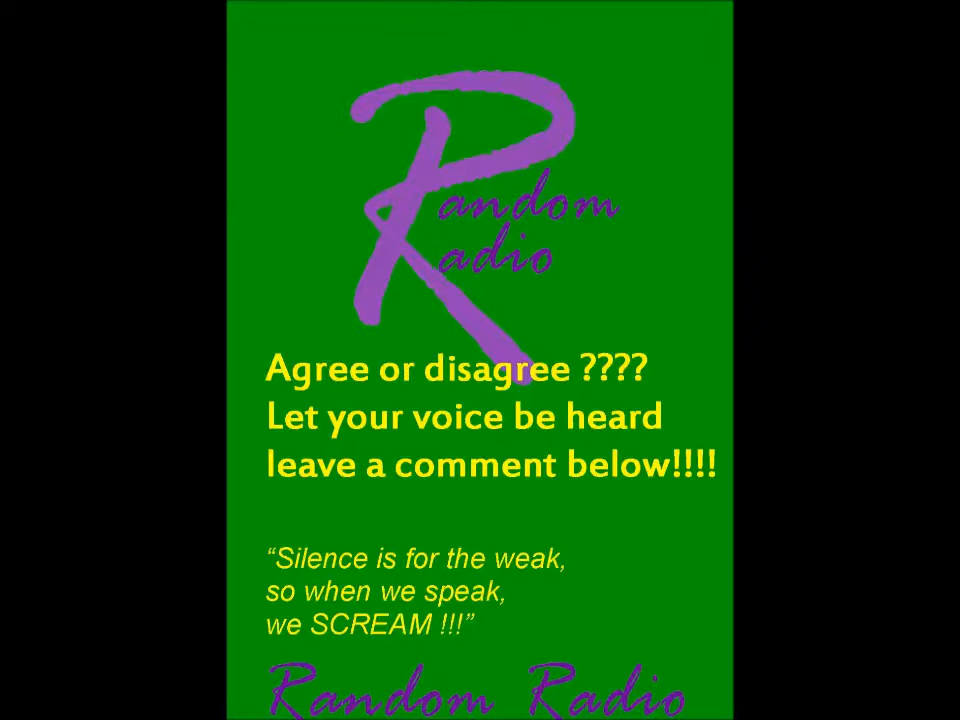 Random
Radio
Agree or disagree ????
Let your voice be heard
leave a comment below!!!!
“Silence is for the weak,
so when we speak,
we SCREAM !!!”
Random Radio